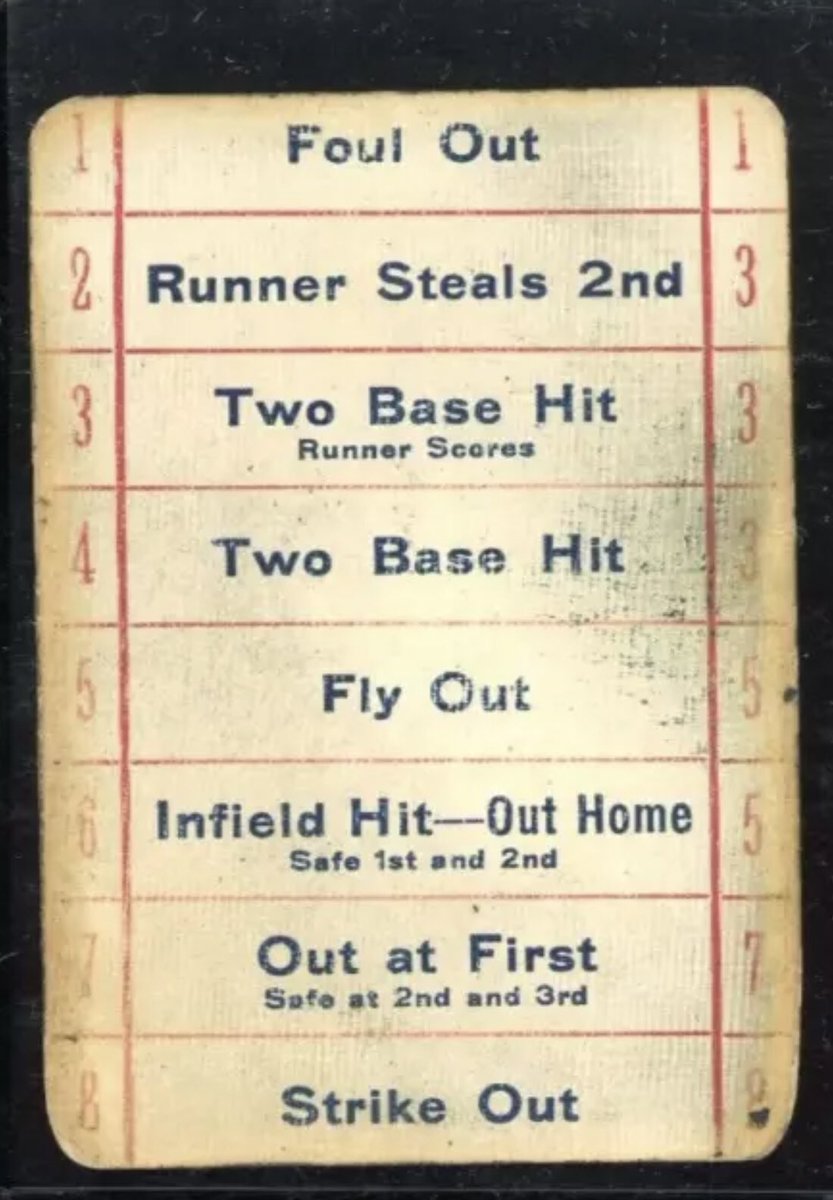 1 Foul Out 1
2 Runner Steals 2nd 3
3 Two Base Hit 3
Runner Scores
4 Two Base Hit 3
5 Fly Out 5
6 Infield Hit—Out Home 5
Safe 1st and 2nd
7 Out at First 7
Safe at 2nd and 3rd
8 Strike Out 8